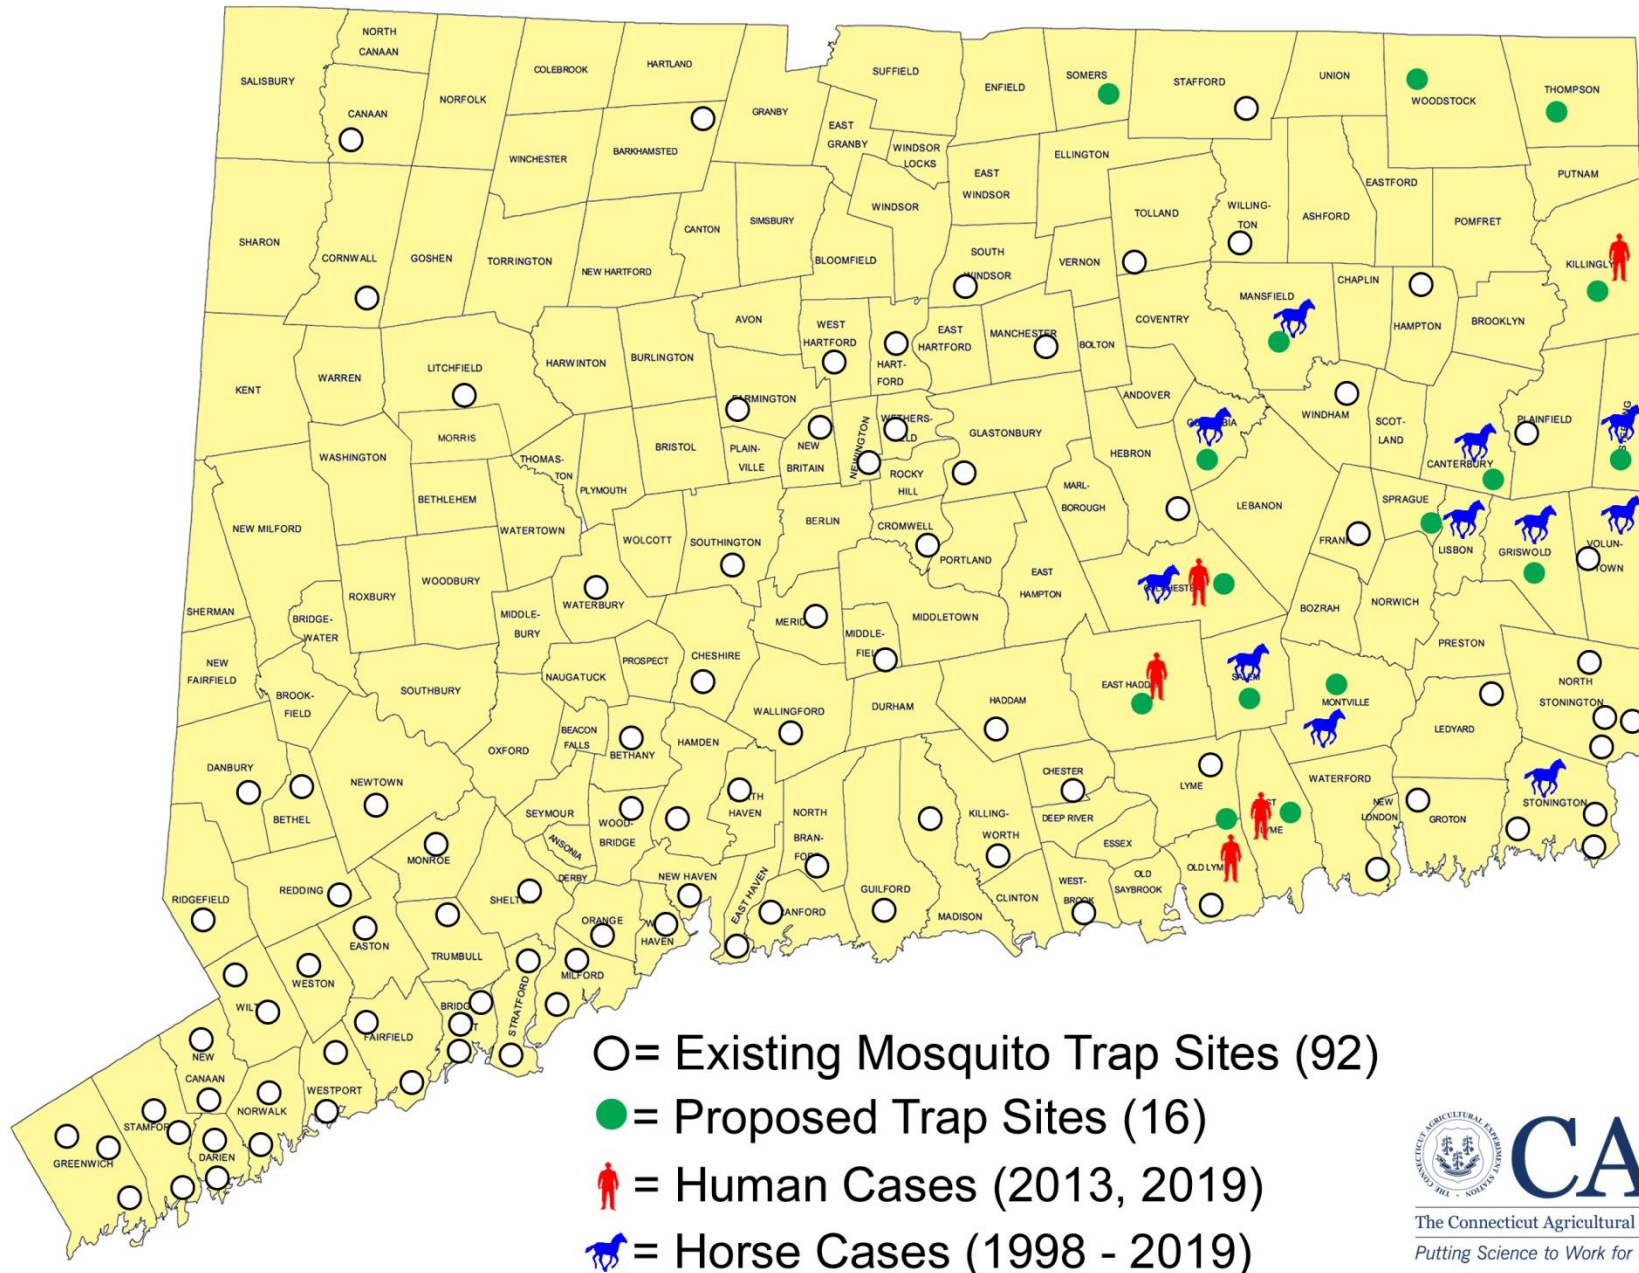 NORTH
CANAAN
SALISBURY
CANAAN
NORFOLK
COLEBROOK
HARTLAND
GRANBY
SUFFIELD
ENFIELD
SOMERS
STAFFORD
UNION
WOODSTOCK
THOMPSON
WINCHESTER
BARKHAMSTED
EAST
GRANBY
WINDSOR
LOCKS
EAST
WINDSOR
ELLINGTON
EASTFORD
PUTNAM
SHARON
CORNWALL
GOSHEN
TORRINGTON
NEW HARTFORD
CANTON
SIMSBURY
BLOOMFIELD
WINDSOR
SOUTH
WINDSOR
VERNON
TOLLAND
WILLING-
TON
ASHFORD
POMFRET
KILLINGLY
KENT
WARREN
LITCHFIELD
HARWINTON
BURLINGTON
AVON
WEST
HARTFORD
HART-
FORD
EAST
HARTFORD
MANCHESTER
BOLTON
COVENTRY
MANSFIELD
CHAPLIN
HAMPTON
BROOKLYN
WASHINGTON
MORRIS
BETHLEHEM
THOMAS-
TON
PLYMOUTH
BRISTOL
PLAIN-
VILLE
NEW
BRITAIN
NEWINGTON
ROCKY
HILL
GLASTONBURY
ANDOVER
HEBRON
WINDHAM
SCOT-
LAND
CANTERBURY
PLAINFIELD
NEW MILFORD
WATERTOWN
WOLCOTT
SOUTHINGTON
BERLIN
CROMWELL
PORTLAND
MARL-
BOROUGH
LEBANON
SPRAGUE
LISBON
GRISWOLD
VOLUN-
TOWN
SHERMAN
ROXBURY
WOODBURY
BRIDGE-
WATER
MIDDLE-
BURY
WATERBURY
MIDDLE-
MIDDLETOWN
EAST
HAMPTON
BOZRAH
NORWICH
PRESTON
NEW
FAIRFIELD
BROOK-
FIELD
SOUTHBURY
NAUGATUCK
PROSPECT
CHESHIRE
WALLINGFORD
DURHAM
HADDAM
MONTVILLE
LEDYARD
NORTH
STONINGTON
DANBURY
BETHEL
NEWTOWN
OXFORD
BEACON
FALLS
BETHANY
HAMDEN
HAVEN
NORTH
BRAN-
KILLING-
WORTH
CHESTER
DEEP RIVER
ESSEX
LYME
WATERFORD
NEW
LONDON
GROTON
STONINGTON
MONROE
SEYMOUR
ANSONIA
DERBY
WOOD-
BRIDGE
RIDGEFIELD
REDDING
EASTON
TRUMBULL
ORANGE
NEW HAVEN
HAVEN
EAST HAVEN
GUILFORD
MADISON
CLINTON
WEST-
BROOK
OLD
SAYBROOK
WESTON
FAIRFIELD
STRATFORD
MILFORD
NEW
CANAAN
NORWALK
WESTPORT
GREENWICH
DARIEN
= Existing Mosquito Trap Sites (92)
= Proposed Trap Sites (16)
= Human Cases (2013, 2019)
= Horse Cases (1998 - 2019)
THE CONNECTICUT AGRICULTURAL EXPERIMENT STATION
CA
The Connecticut Agricultural
Putting Science to Work for